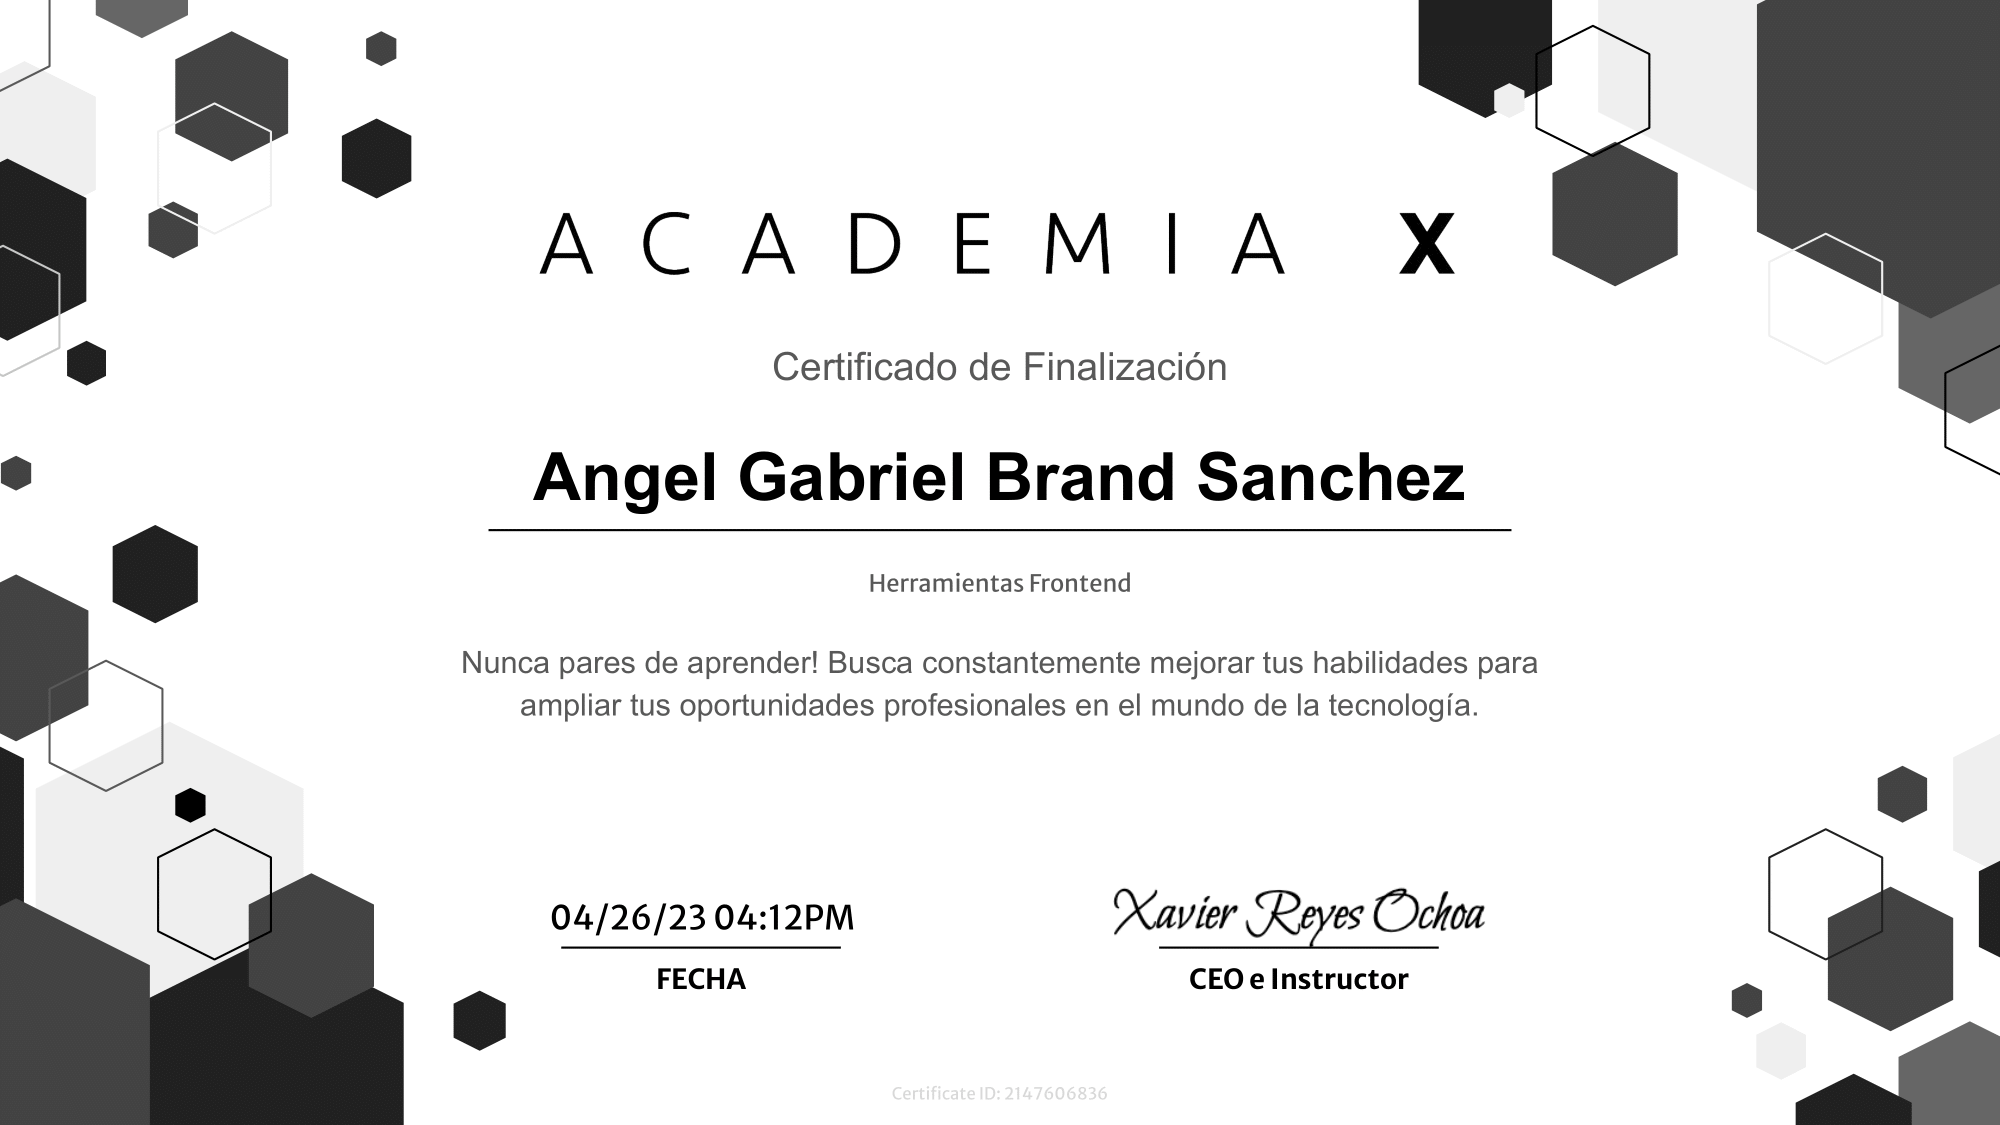 ACADEMIA X
Certificado de Finalización
Angel Gabriel Brand Sanchez
Herramientas Frontend
Nunca pares de aprender! Busca constantemente mejorar tus habilidades para
ampliar tus oportunidades profesionales en el mundo de la tecnología.
04/26/23 04:12PM
FECHA
Xavier Reyes Ochoa
CEO e Instructor
Certificate ID: 2147606836